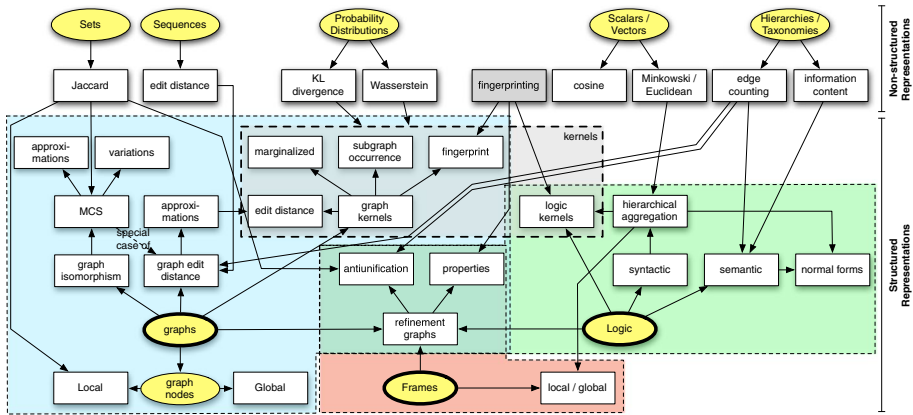 Sets
Sequences
Probability
Distributions
Scalars /
Vectors
Hierarchies /
Taxonomies
Non-structured
Representations
Jaccard
edit distance
KL
divergence
Wasserstein
fingerprinting
cosine
Minkowski /
Euclidean
edge
counting
information
content
kernels
approxi-
mations
variations
marginalized
subgraph
occurrence
fingerprint
MCS
approxi-
mations
edit distance
graph
kernels
logic
kernels
hierarchical
aggregation
special
case of
graph
isomorphism
graph edit
distance
antiunification
properties
syntactic
semantic
normal forms
Structured
Representations
graphs
refinement
graphs
Logic
Local
graph
nodes
Global
Frames
local / global